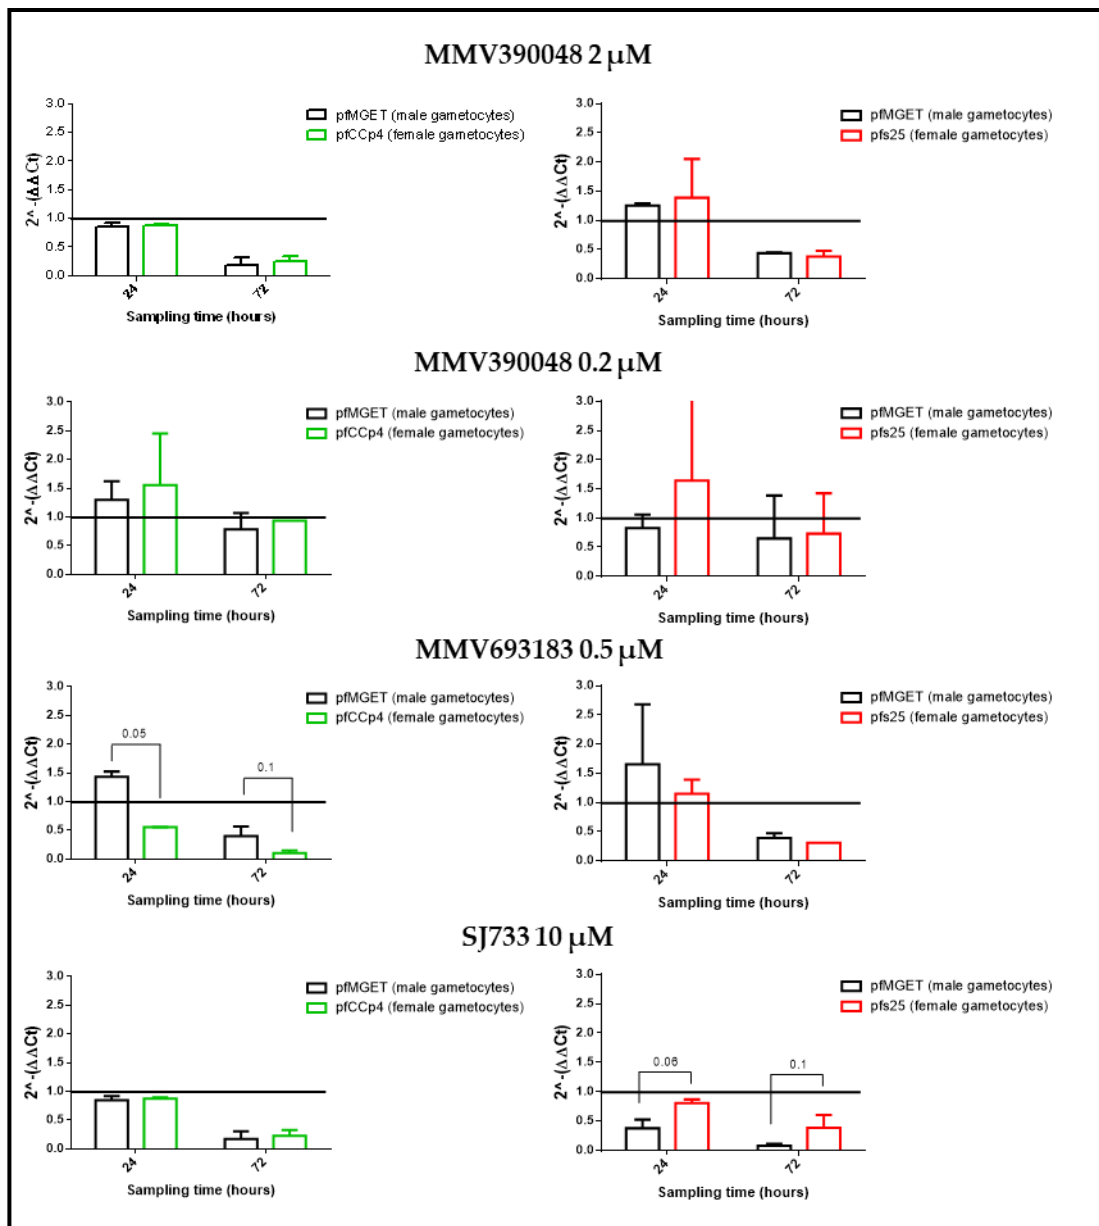 MMV390048 2 µM
3.0
2.5
2.0
1.5
1.0
0.5
0.0
2^-(ΔΔCt)
pfMGET (male gametocytes)
pfCCp4 (female gametocytes)
24
72
Sampling time (hours)
3.0
2.5
2.0
1.5
1.0
0.5
0.0
2^-(ΔΔCt)
pfMGET (male gametocytes)
pfs25 (female gametocytes)
24
72
Sampling time (hours)
MMV390048 0.2 µM
3.0
2.5
2.0
1.5
1.0
0.5
0.0
2^-(ΔΔCt)
pfMGET (male gametocytes)
pfCCp4 (female gametocytes)
24
72
Sampling time (hours)
3.0
2.5
2.0
1.5
1.0
0.5
0.0
2^-(ΔΔCt)
pfMGET (male gametocytes)
pfs25 (female gametocytes)
24
72
Sampling time (hours)
MMV693183 0.5 µM
3.0
2.5
2.0
1.5
1.0
0.5
0.0
2^-(ΔΔCt)
pfMGET (male gametocytes)
pfCCp4 (female gametocytes)
0.05
0.1
24
72
Sampling time (hours)
3.0
2.5
2.0
1.5
1.0
0.5
0.0
2^-(ΔΔCt)
pfMGET (male gametocytes)
pfs25 (female gametocytes)
24
72
Sampling time (hours)
SJ733 10 µM
3.0
2.5
2.0
1.5
1.0
0.5
0.0
2^-(ΔΔCt)
pfMGET (male gametocytes)
pfCCp4 (female gametocytes)
24
72
Sampling time (hours)
3.0
2.5
2.0
1.5
1.0
0.5
0.0
2^-(ΔΔCt)
pfMGET (male gametocytes)
pfs25 (female gametocytes)
0.06
0.1
24
72
Sampling time (hours)